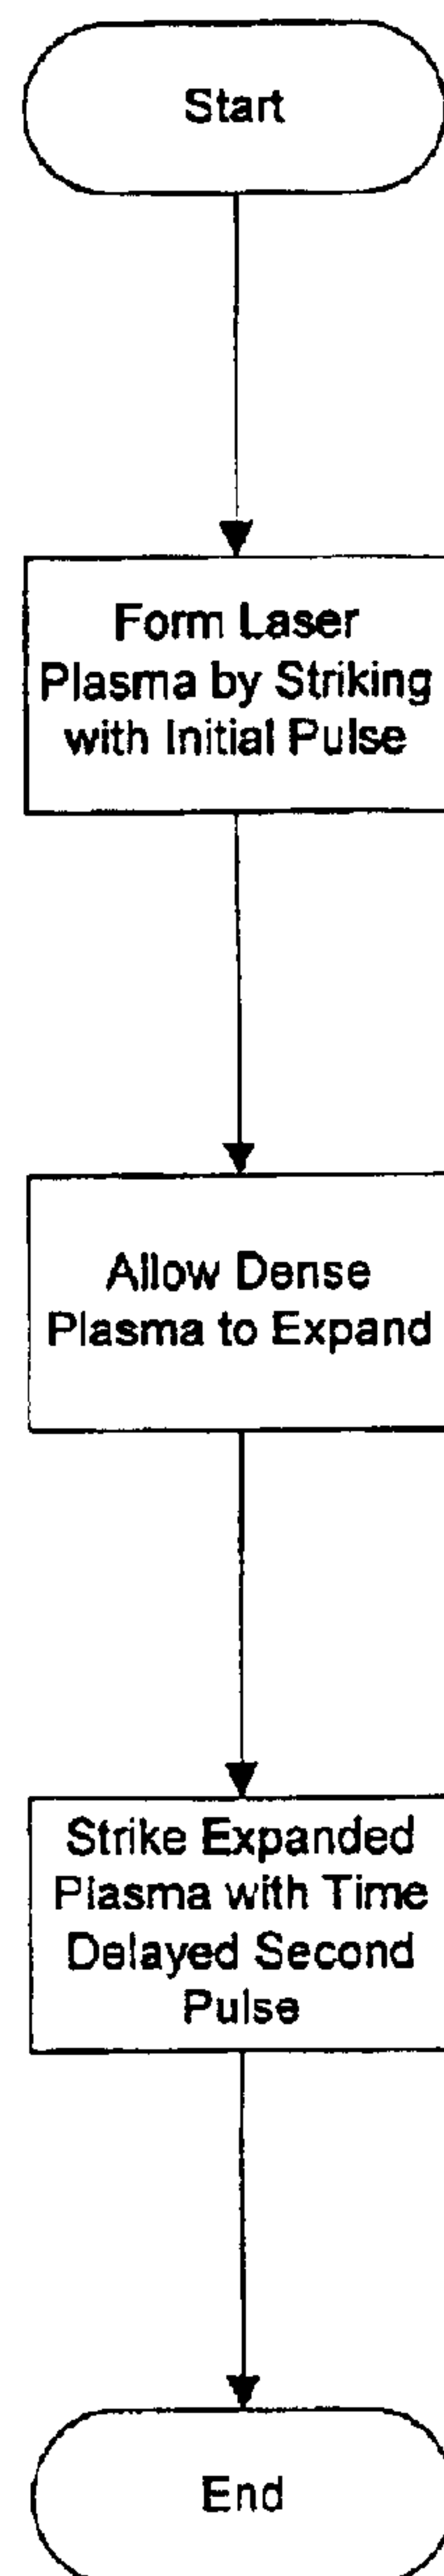 Start
Form Laser
Plasma by Striking
with Initial Pulse
Allow Dense
Plasma to Expand
Strike Expanded
Plasma with Time
Delayed Second
Pulse
End